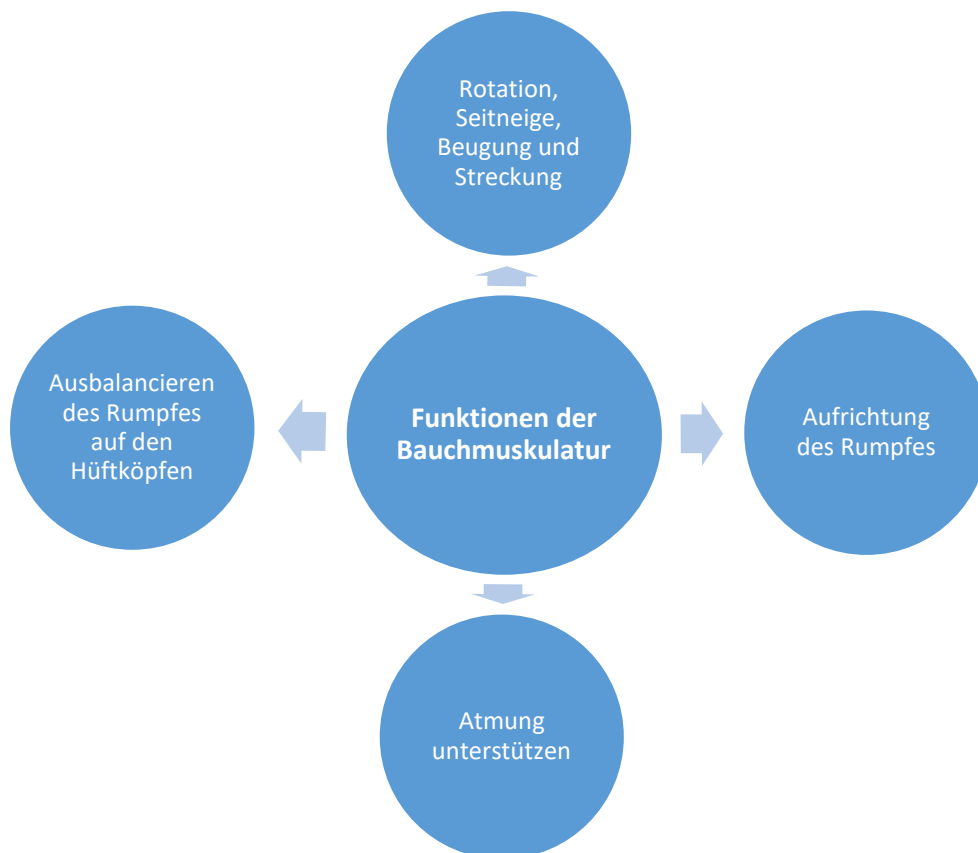 Rotation,
Seitneige,
Beugung und
Streckung
Ausbalancieren
des Rumpfes
auf den
Hüftköpfen
Funktionen der
Bauchmuskulatur
Aufrichtung
des Rumpfes
Atmung
unterstützen